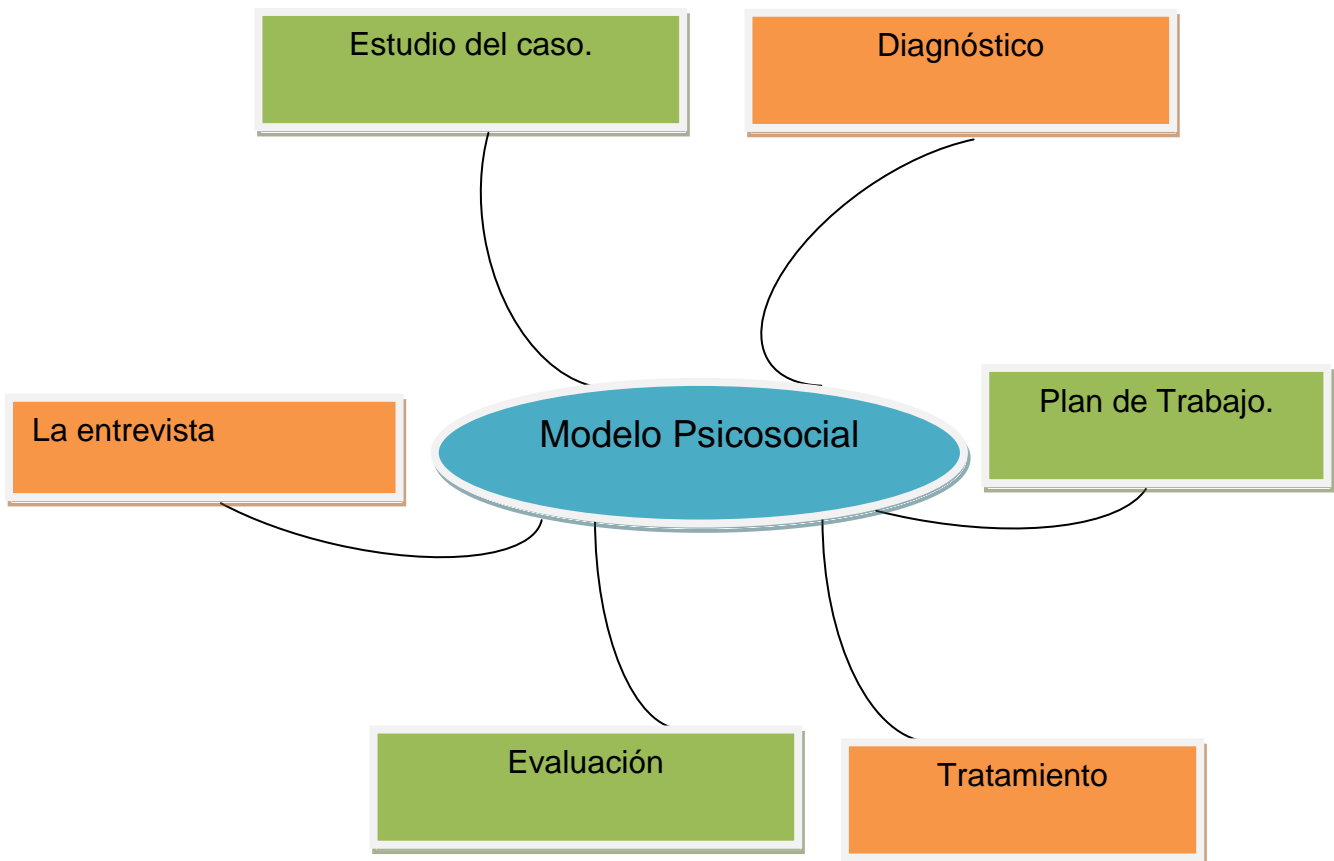 Estudio del caso.
Diagnóstico
Plan de Trabajo.
La entrevista
Modelo Psicosocial
Evaluación
Tratamiento